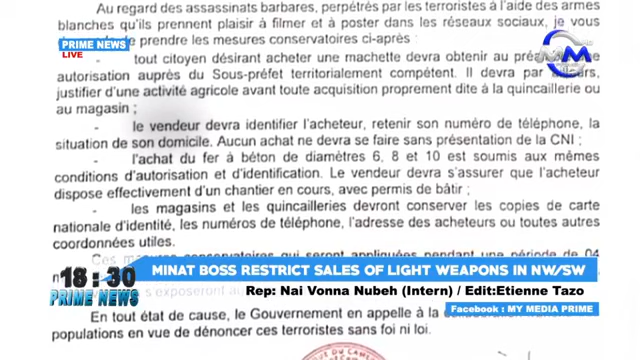 Au regard des assassinats barbares, perpétrés par les terroristes à l'aide des armes
blanches qu'ils prennent plaisir à filmer et à poster dans les réseaux sociaux, je vous
de prendre les mesures conservatoires ci-après :
PRIME NEWS
LIVE
- tout citoyen désirant acheter une machette devra obtenir au
autorisation auprès du Sous-préfet territorialement compétent. Il devra par ailleurs,
justifier d'une activité agricole avant toute acquisition proprement dite à la quincaillerie ou
au magasin ;
- le vendeur devra identifier l'acheteur, retenir son numéro de téléphone, la
situation de son domicile. Aucun achat ne devra se faire sans présentation de la CNI ;
- l'achat du fer à béton de diamètres 6, 8 et 10 est soumis aux mêmes
conditions d'autorisation et d'identification. Le vendeur devra s'assurer que l'acheteur
dispose effectivement d'un chantier en cours, avec permis de bâtir ;
- les magasins et les quincailleries devront conserver les copies de carte
nationale d'identité, les numéros de téléphone, l'adresse des acheteurs ou toutes autres
coordonnées utiles.
conservatoires qui seront appliquées pendant une période de 04
18:30
PRIME NEWS
MINAT BOSS RESTRICT SALES OF LIGHT WEAPONS IN NW/SW
Rep: Nai Vonna Nubeh (Intern) / Edit:Etienne Tazo
s'exposeront
Facebook : MY MEDIA PRIME
En tout état de cause, le Gouvernement en appelle à la
populations en vue de dénoncer ces terroristes sans foi ni loi.